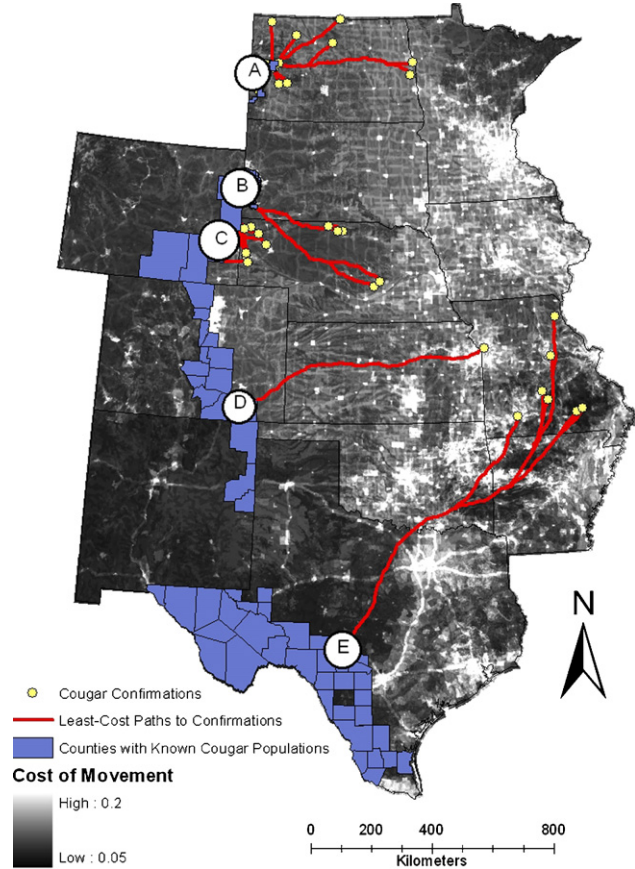 A
B
C
D
E
N
Cougar Confirmations
Least-Cost Paths to Confirmations
Counties with Known Cougar Populations
Cost of Movement
High : 0.2
Low : 0.05
0 200 400 800
Kilometers